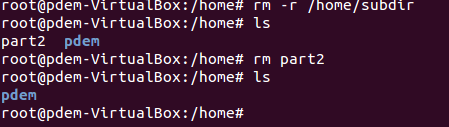 root@pdem-VirtualBox:/home# rm -r /home/subdir
root@pdem-VirtualBox:/home# ls
part2  pdem
root@pdem-VirtualBox:/home# rm part2
root@pdem-VirtualBox:/home# ls
pdem
root@pdem-VirtualBox:/home#